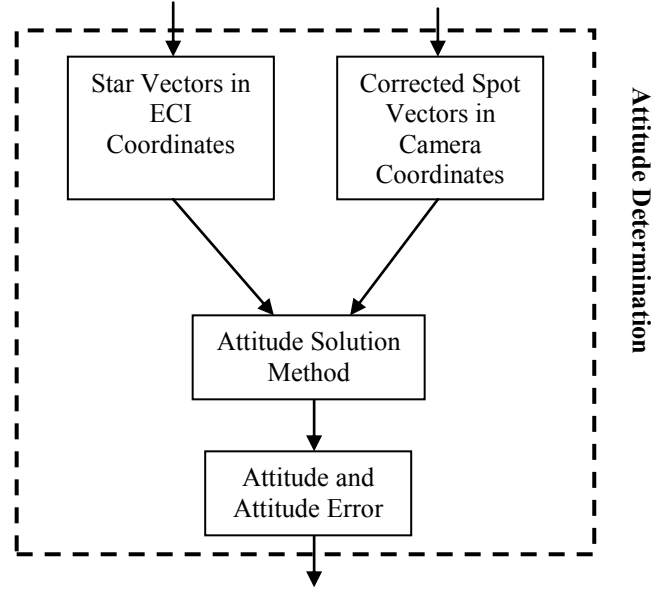 Star Vectors in
ECI
Coordinates
Corrected Spot
Vectors in
Camera
Coordinates
Attitude Determination
Attitude Solution
Method
Attitude and
Attitude Error